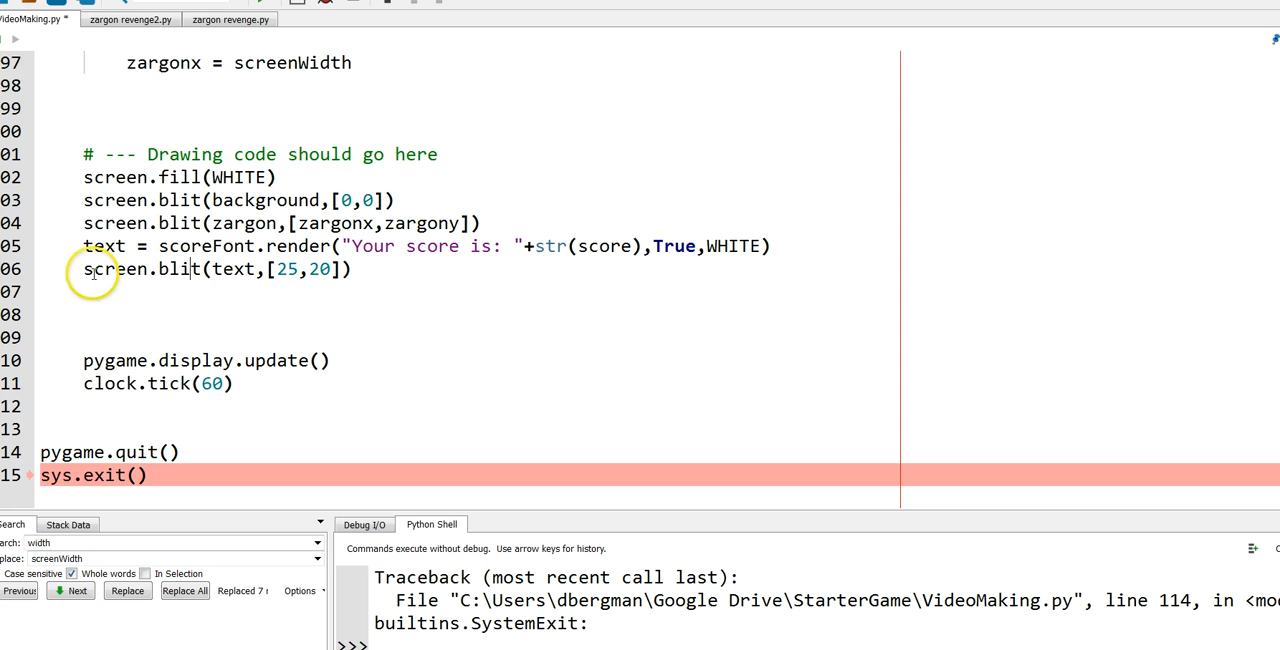 VideoMaking.py * zargon revenge2.py zargon revenge.py
97 zargonx = screenWidth
98
99
00
01 # --- Drawing code should go here
02 screen.fill(WHITE)
03 screen.blit(background,[0,0])
04 screen.blit(zargon,[zargonx,zargony])
05 text = scoreFont.render("Your score is: "+str(score),True,WHITE)
06 screen.blit(text,[25,20])
07
08
09
10 pygame.display.update()
11 clock.tick(60)
12
13
14 pygame.quit()
15 sys.exit()
Search Stack Data
arch: width
place: screenWidth
Case sensitive Whole words In Selection
Previous Next Replace Replace All Replaced 7 Options
Debug I/O Python Shell
Commands execute without debug. Use arrow keys for history.
Traceback (most recent call last):
File "C:\Users\dbergman\Google Drive\StarterGame\VideoMaking.py", line 114, in <mo
builtins.SystemExit:
>>>